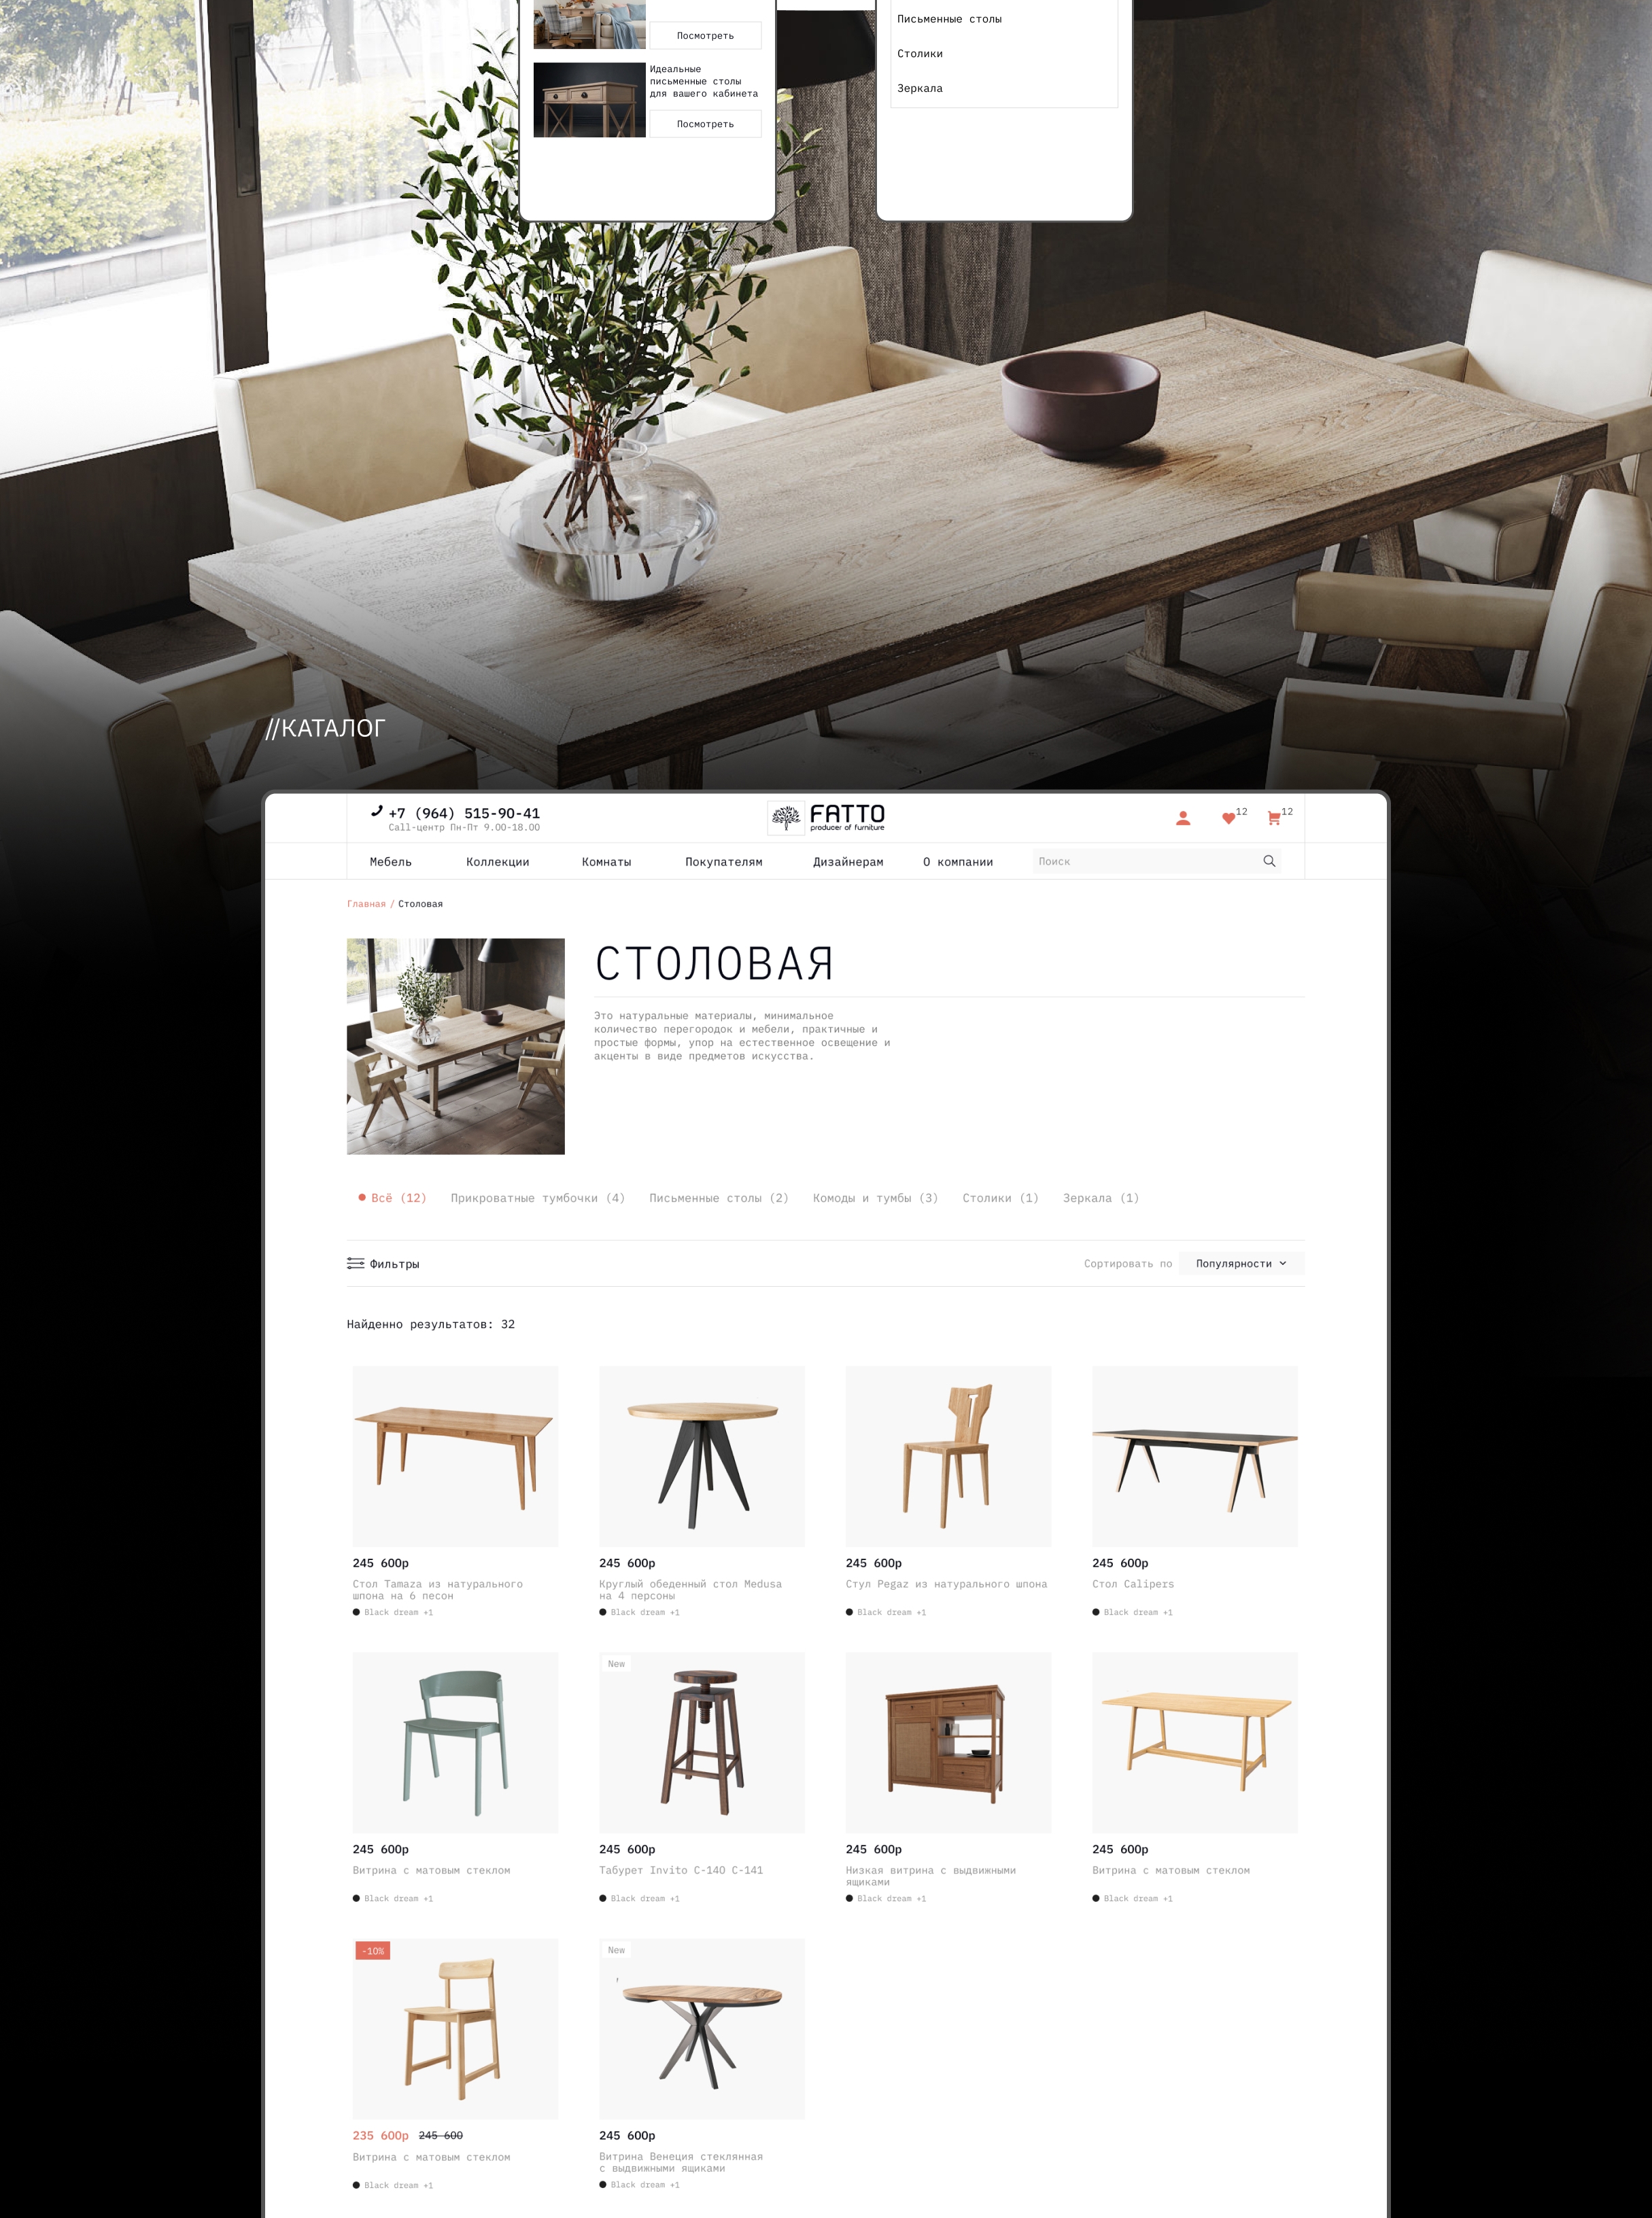 Посмотреть
Идеальные
письменные столы
для вашего кабинета
Посмотреть
Письменные столы
Столики
Зеркала
//КАТАЛОГ
+7 (964) 515-90-41
Call-центр Пн-Пт 9.00-18.00
FATTO
producer of furniture
12
12
Мебель
Коллекции
Комнаты
Покупателям
Дизайнерам
О компании
Поиск
Главная / Столовая
СТОЛОВАЯ
Это натуральные материалы, минимальное
количество перегородок и мебели, практичные и
простые формы, упор на естественное освещение и
акценты в виде предметов искусства.
Всё (12)
Прикроватные тумбочки (4)
Письменные столы (2)
Комоды и тумбы (3)
Столики (1)
Зеркала (1)
Фильтры
Сортировать по
Популярности
Найденно результатов: 32
245 600р
Стол Tamaza из натурального
шпона на 6 песон
Black dream +1
245 600р
Круглый обеденный стол Medusa
на 4 персоны
Black dream +1
245 600р
Стул Pegaz из натурального шпона
Black dream +1
245 600р
Стол Calipers
Black dream +1
245 600р
Витрина с матовым стеклом
Black dream +1
New
245 600р
Табурет Invito C-140 C-141
Black dream +1
245 600р
Низкая витрина с выдвижными
ящиками
Black dream +1
245 600р
Витрина с матовым стеклом
Black dream +1
-10%
235 600р 245 600
Витрина с матовым стеклом
Black dream +1
New
245 600р
Витрина Венеция стеклянная
с выдвижными ящиками
Black dream +1